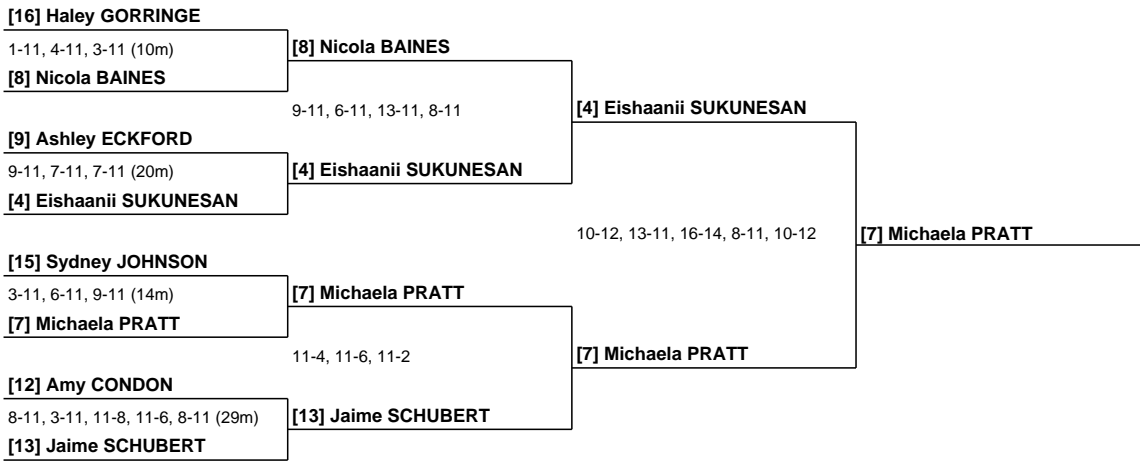 [16] Haley GORRINGE
1-11, 4-11, 3-11 (10m)
[8] Nicola BAINES
[8] Nicola BAINES
9-11, 6-11, 13-11, 8-11
[4] Eishaanii SUKUNESAN
[9] Ashley ECKFORD
9-11, 7-11, 7-11 (20m)
[4] Eishaanii SUKUNESAN
[4] Eishaanii SUKUNESAN
10-12, 13-11, 16-14, 8-11, 10-12
[7] Michaela PRATT
[15] Sydney JOHNSON
3-11, 6-11, 9-11 (14m)
[7] Michaela PRATT
[7] Michaela PRATT
11-4, 11-6, 11-2
[7] Michaela PRATT
[12] Amy CONDON
8-11, 3-11, 11-8, 11-6, 8-11 (29m)
[13] Jaime SCHUBERT
[13] Jaime SCHUBERT